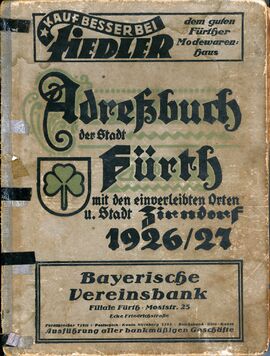 KAUF BESSER BEI
FIEDLER
dem guten
Fürther
Modewaren-
haus
Adreßbuch
der Stadt
Fürth
mit den einverleibten Orten
u. Stadt Zirndorf
1926/27
Bayerische
Vereinsbank
Filiale Fürth - Moststr. 25
Ecke Friedrichstraße
Ausführung aller bankmäßigen Geschäfte